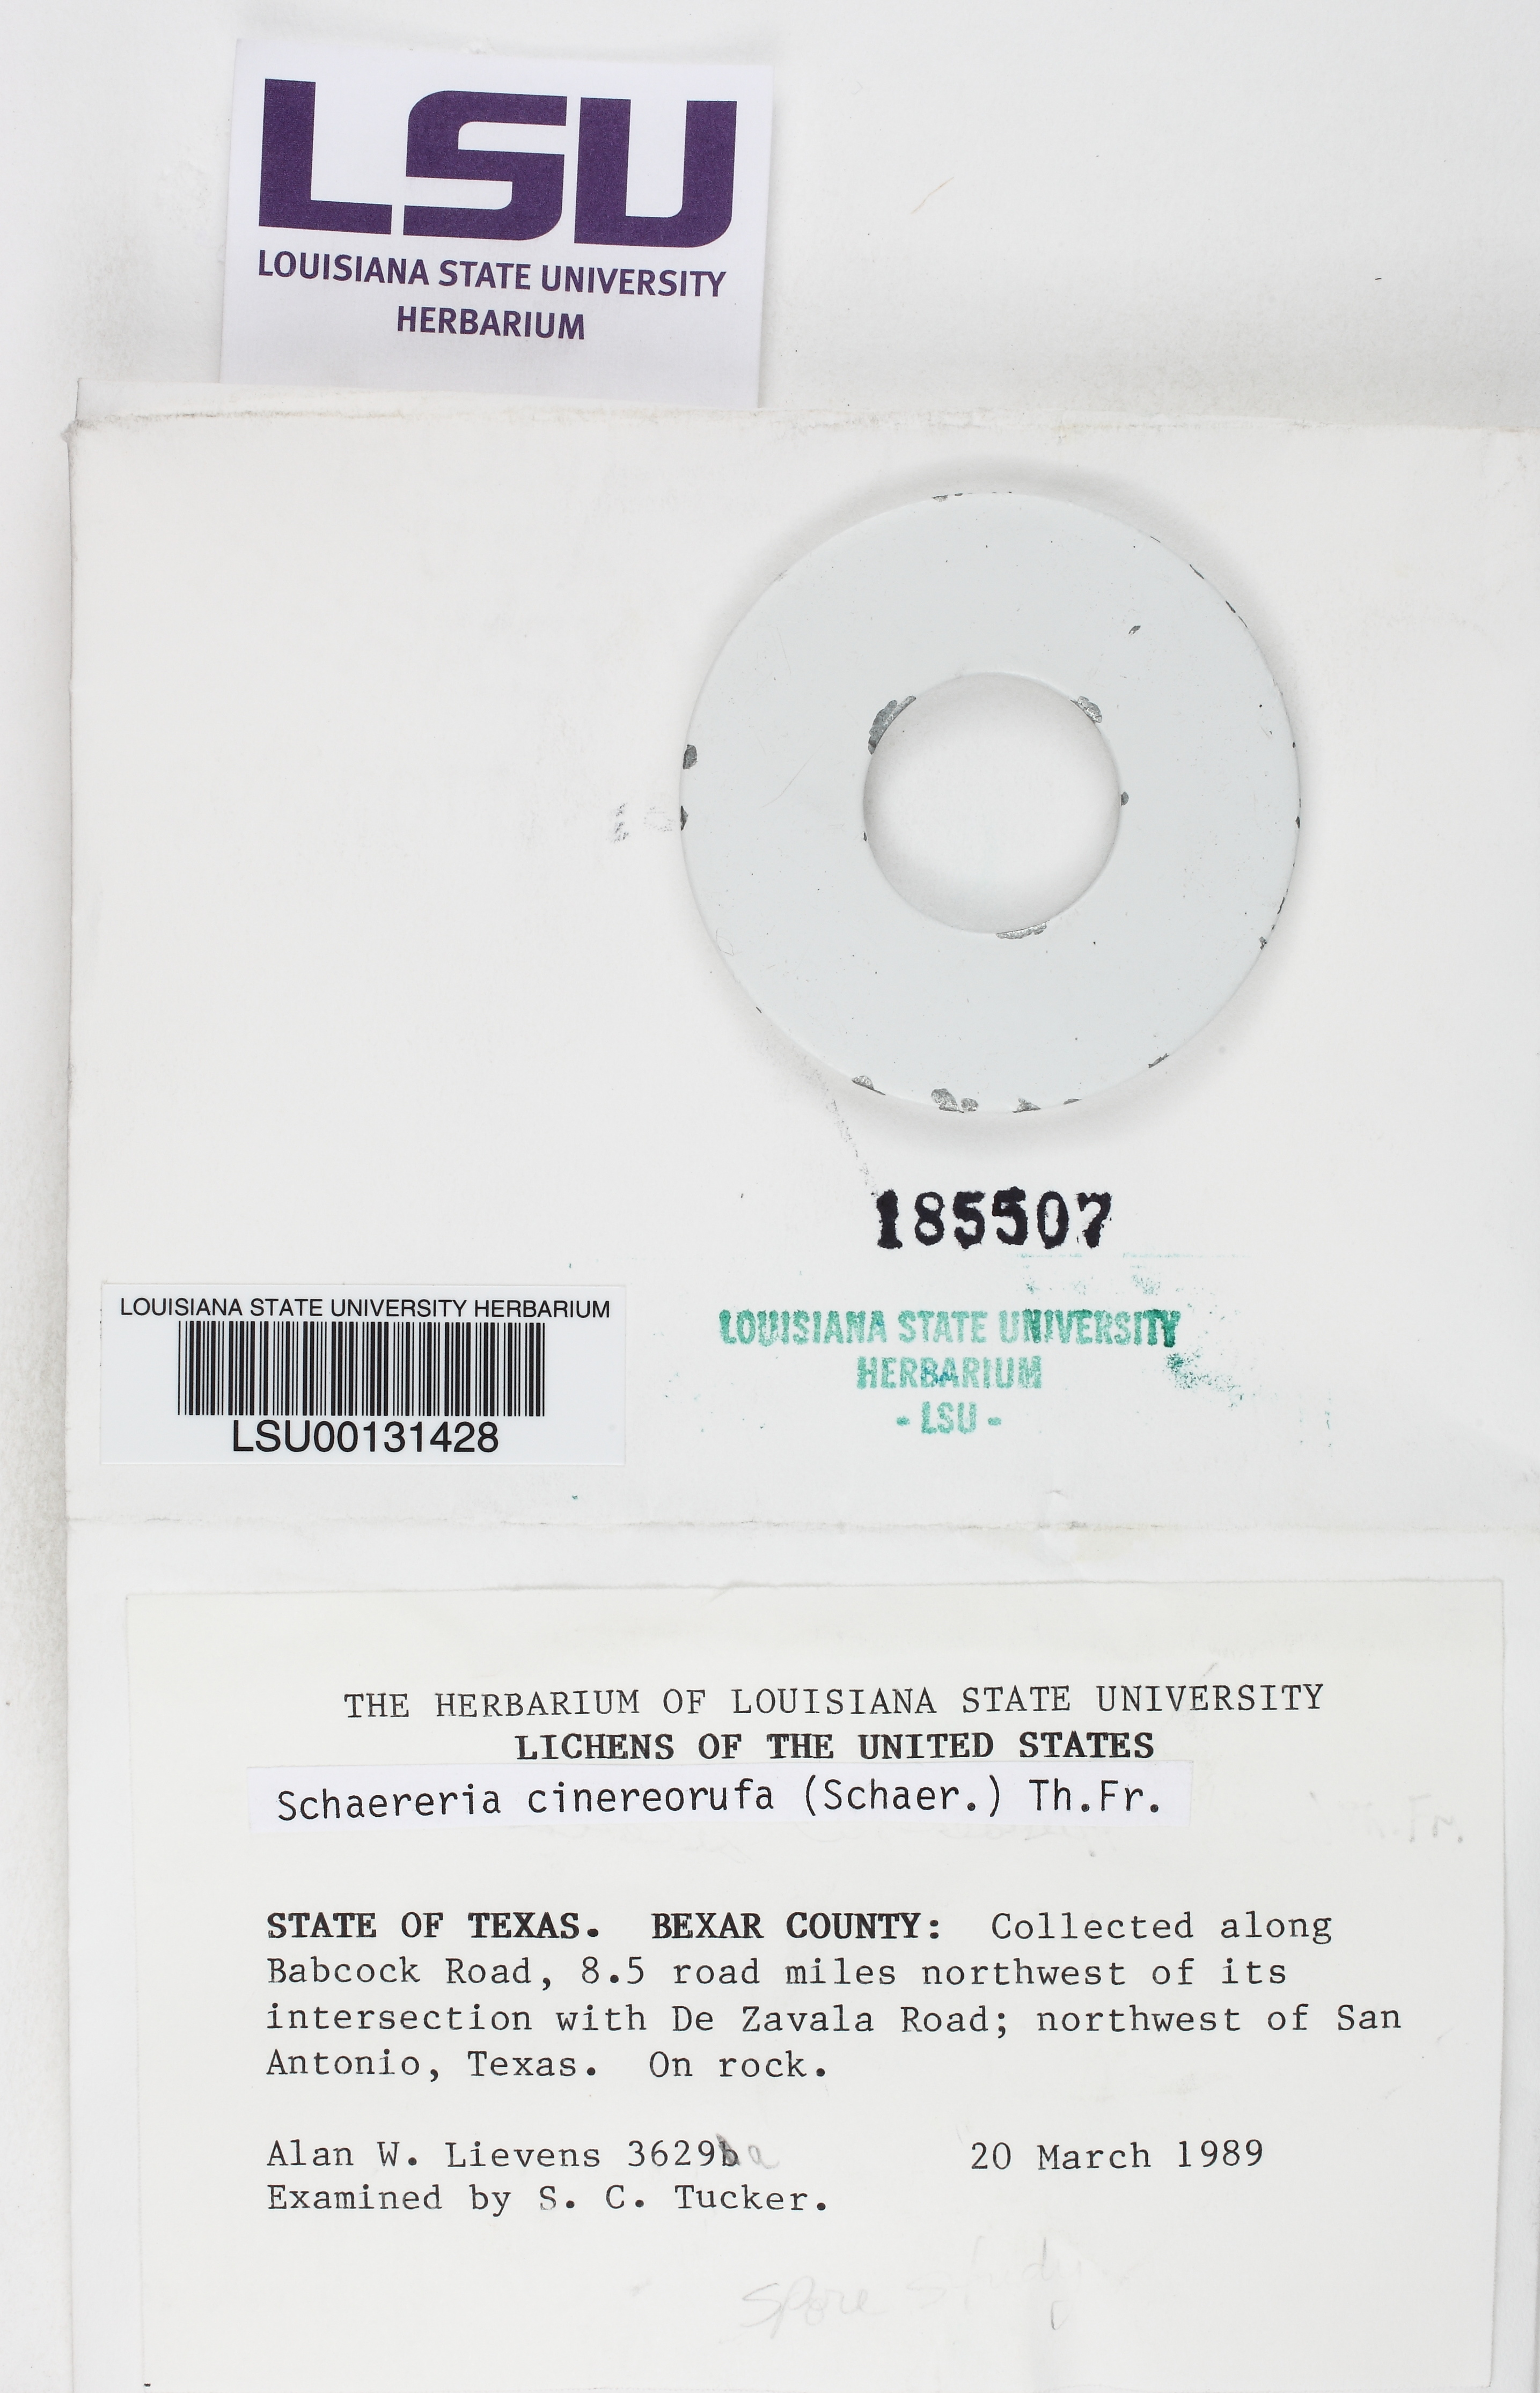 LSU
LOUISIANA STATE UNIVERSITY
HERBARIUM
185507
LOUISIANA STATE UNIVERSITY HERBARIUM
LSU00131428
LOUISIANA STATE UNIVERSITY
HERBARIUM
- LSU -
THE HERBARIUM OF LOUISIANA STATE UNIVERSITY
LICHENS OF THE UNITED STATES
Schaereria cinereorufa (Schaer.) Th.Fr.
STATE OF TEXAS. BEXAR COUNTY: Collected along
Babcock Road, 8.5 road miles northwest of its
intersection with De Zavala Road; northwest of San
Antonio, Texas. On rock.
Alan W. Lievens 3629b a 20 March 1989
Examined by S. C. Tucker.
Spore